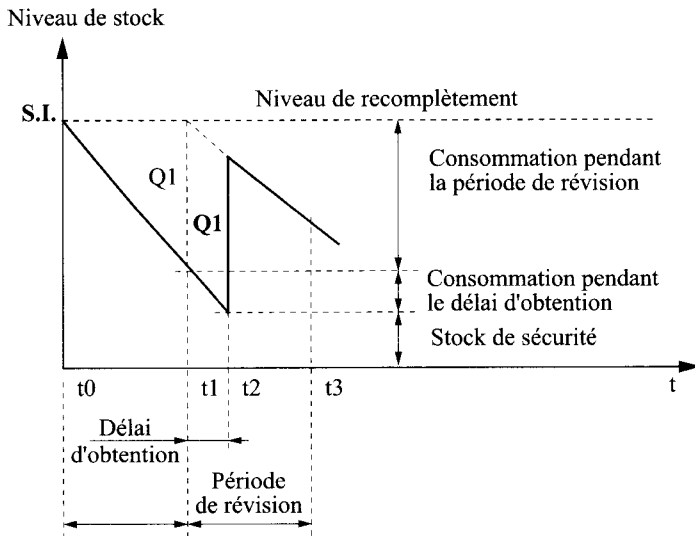 Niveau de stock
S.I.
Niveau de recomplètement
Q1
Q1
Consommation pendant
la période de révision
Consommation pendant
le délai d'obtention
Stock de sécurité
t0
t1
t2
t3
t
Délai
d'obtention
Période
de révision